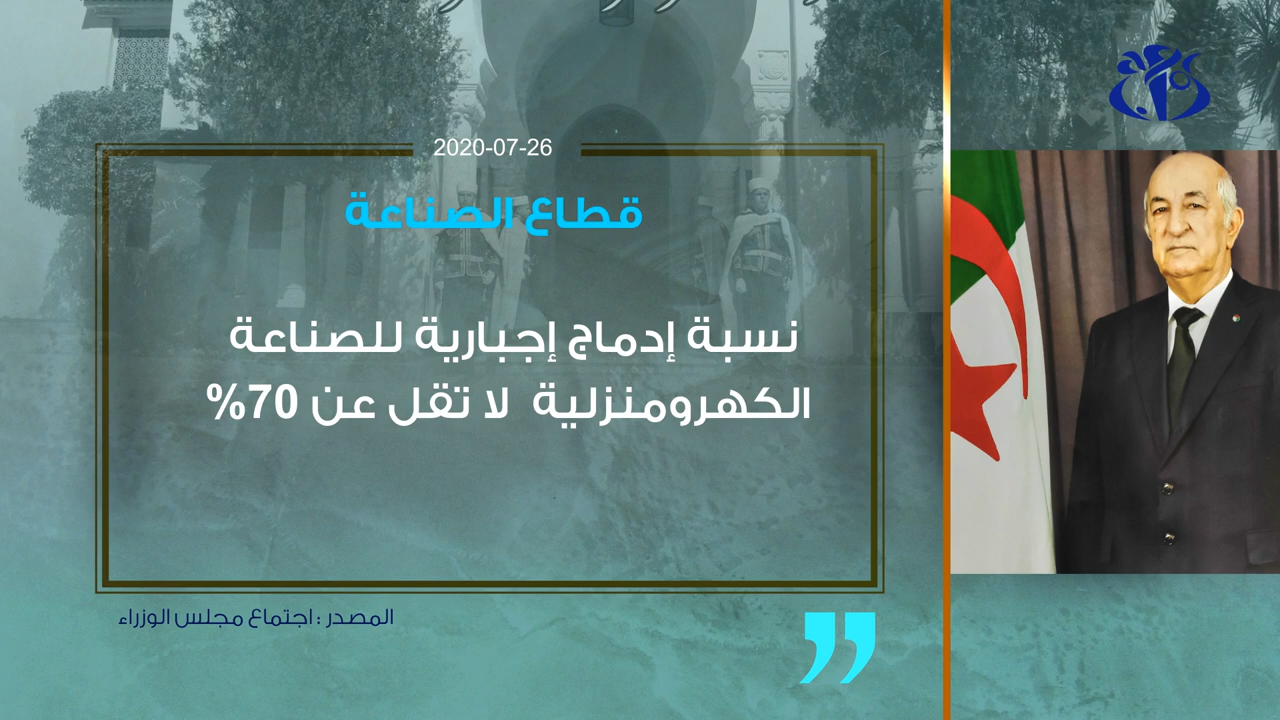 2020-07-26
قطاع الصناعة
نسبة إدماج إجبارية للصناعة
الكهرومنزلية لا تقل عن 70%
المصدر : اجتماع مجلس الوزراء